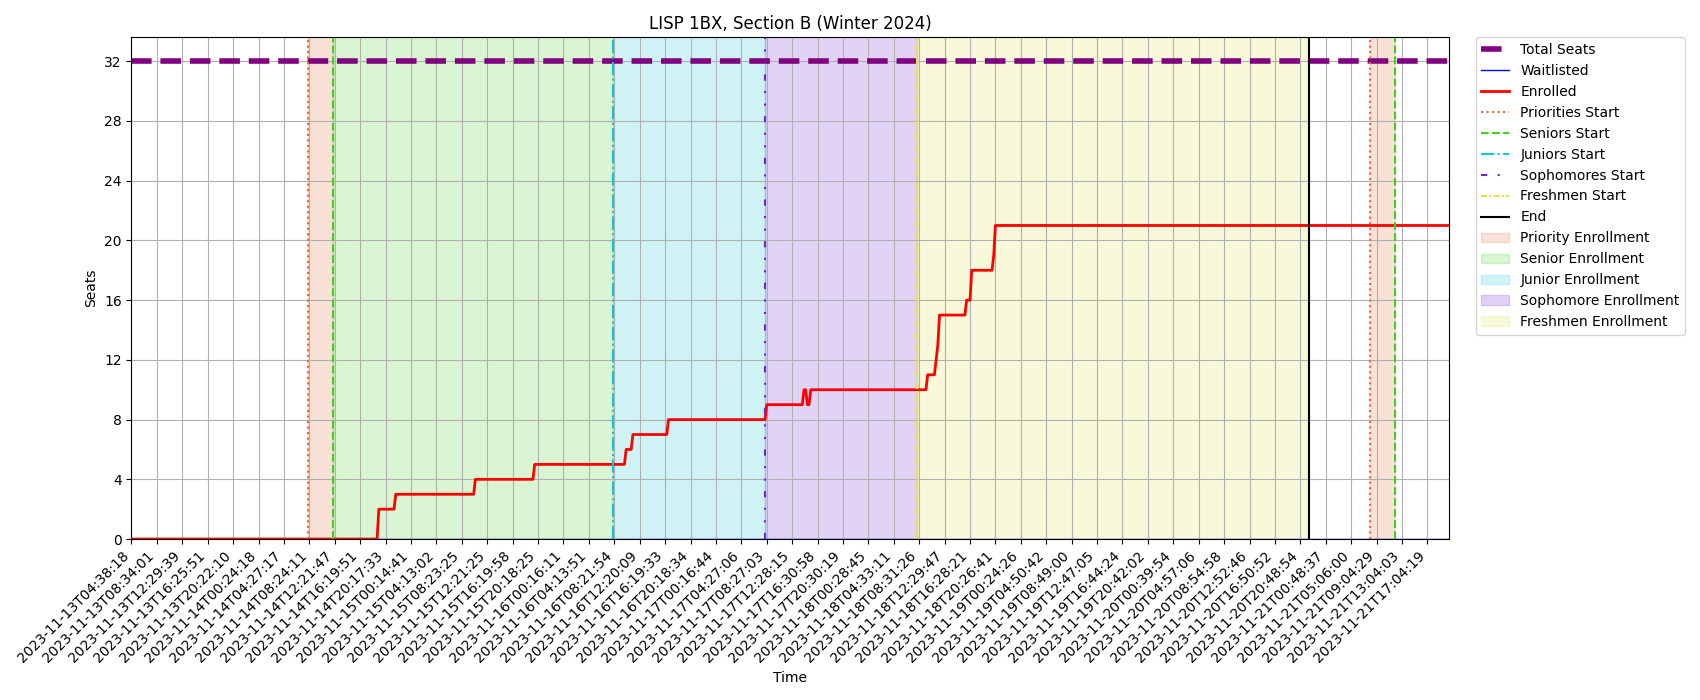 LISP 1BX, Section B (Winter 2024)
Total Seats
Waitlisted
Enrolled
Priorities Start
Seniors Start
Juniors Start
Sophomores Start
Freshmen Start
End
Priority Enrollment
Senior Enrollment
Junior Enrollment
Sophomore Enrollment
Freshmen Enrollment
Seats
32
28
24
20
16
12
8
4
0
2023-11-13T04:38:18
2023-11-13T08:34:01
2023-11-13T12:29:39
2023-11-13T16:25:51
2023-11-13T20:22:10
2023-11-14T00:24:18
2023-11-14T04:27:17
2023-11-14T08:24:11
2023-11-14T12:21:47
2023-11-14T16:19:51
2023-11-14T20:17:33
2023-11-15T00:14:41
2023-11-15T04:13:02
2023-11-15T08:23:25
2023-11-15T12:21:25
2023-11-15T16:19:58
2023-11-15T20:18:25
2023-11-16T00:16:11
2023-11-16T04:13:51
2023-11-16T08:21:54
2023-11-16T12:20:09
2023-11-16T16:19:33
2023-11-16T20:18:34
2023-11-17T00:16:44
2023-11-17T04:27:06
2023-11-17T08:27:03
2023-11-17T12:28:15
2023-11-17T16:30:58
2023-11-17T20:30:19
2023-11-18T00:28:45
2023-11-18T04:33:11
2023-11-18T08:31:26
2023-11-18T12:29:47
2023-11-18T16:28:21
2023-11-18T20:26:41
2023-11-19T00:24:26
2023-11-19T04:50:42
2023-11-19T08:49:00
2023-11-19T12:47:05
2023-11-19T16:44:24
2023-11-19T20:42:02
2023-11-20T00:39:54
2023-11-20T04:57:06
2023-11-20T08:54:58
2023-11-20T12:52:46
2023-11-20T16:50:52
2023-11-20T20:48:54
2023-11-21T00:48:37
2023-11-21T05:06:00
2023-11-21T09:04:29
2023-11-21T13:04:03
2023-11-21T17:04:19
Time